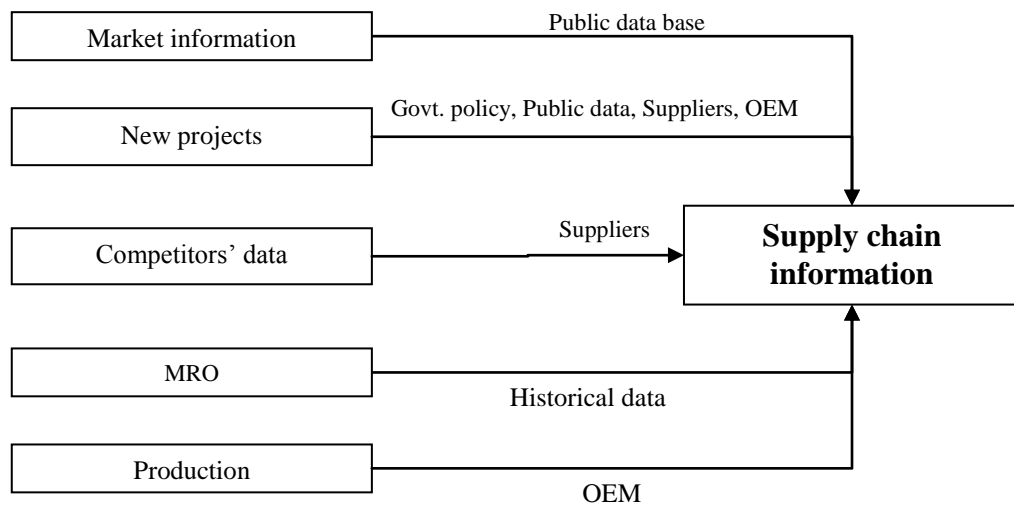 Market information
Public data base
New projects
Govt. policy, Public data, Suppliers, OEM
Competitors’ data
Suppliers
Supply chain
information
MRO
Historical data
Production
OEM